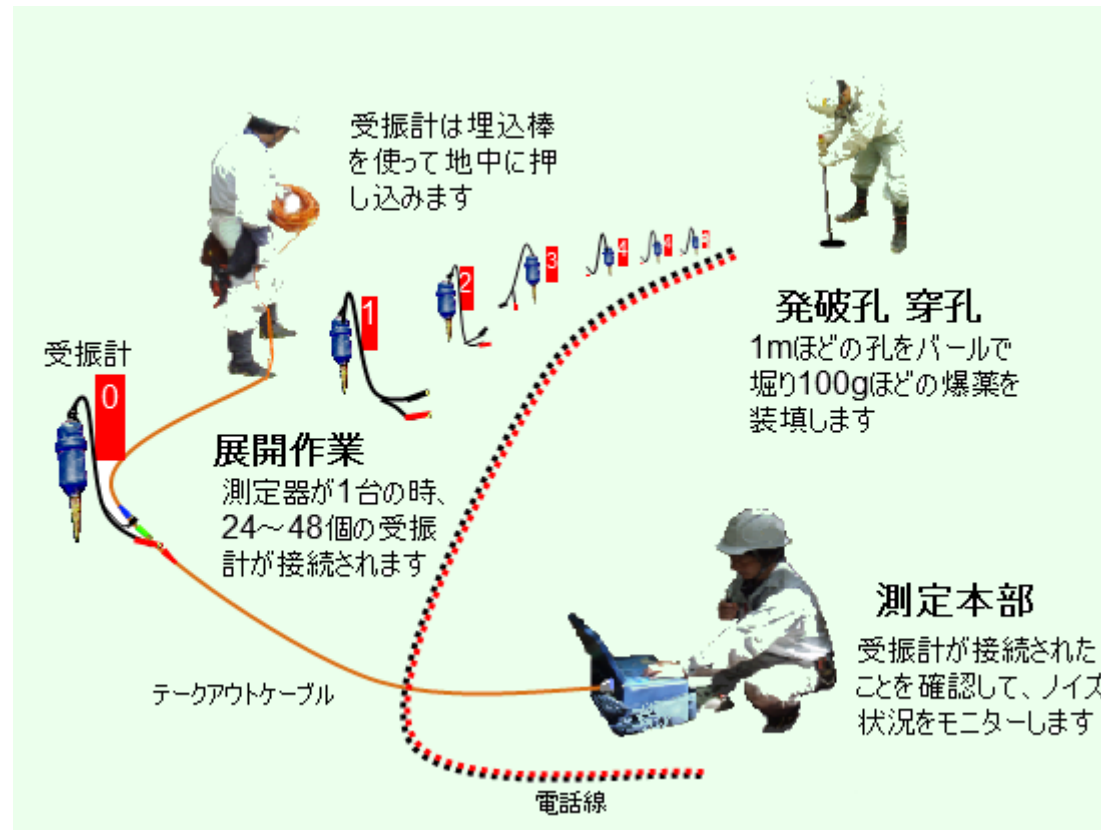 受振計は埋込棒
を使って地中に押
し込みます
受振計
0
1
2
3
4
4
発破孔 穿孔
1mほどの孔をバールで
堀り100gほどの爆薬を
装填します
展開作業
測定器が1台の時、
24～48個の受振
計が接続されます
測定本部
受振計が接続された
ことを確認して、ノイズ
状況をモニターします
テークアウトケーブル
電話線